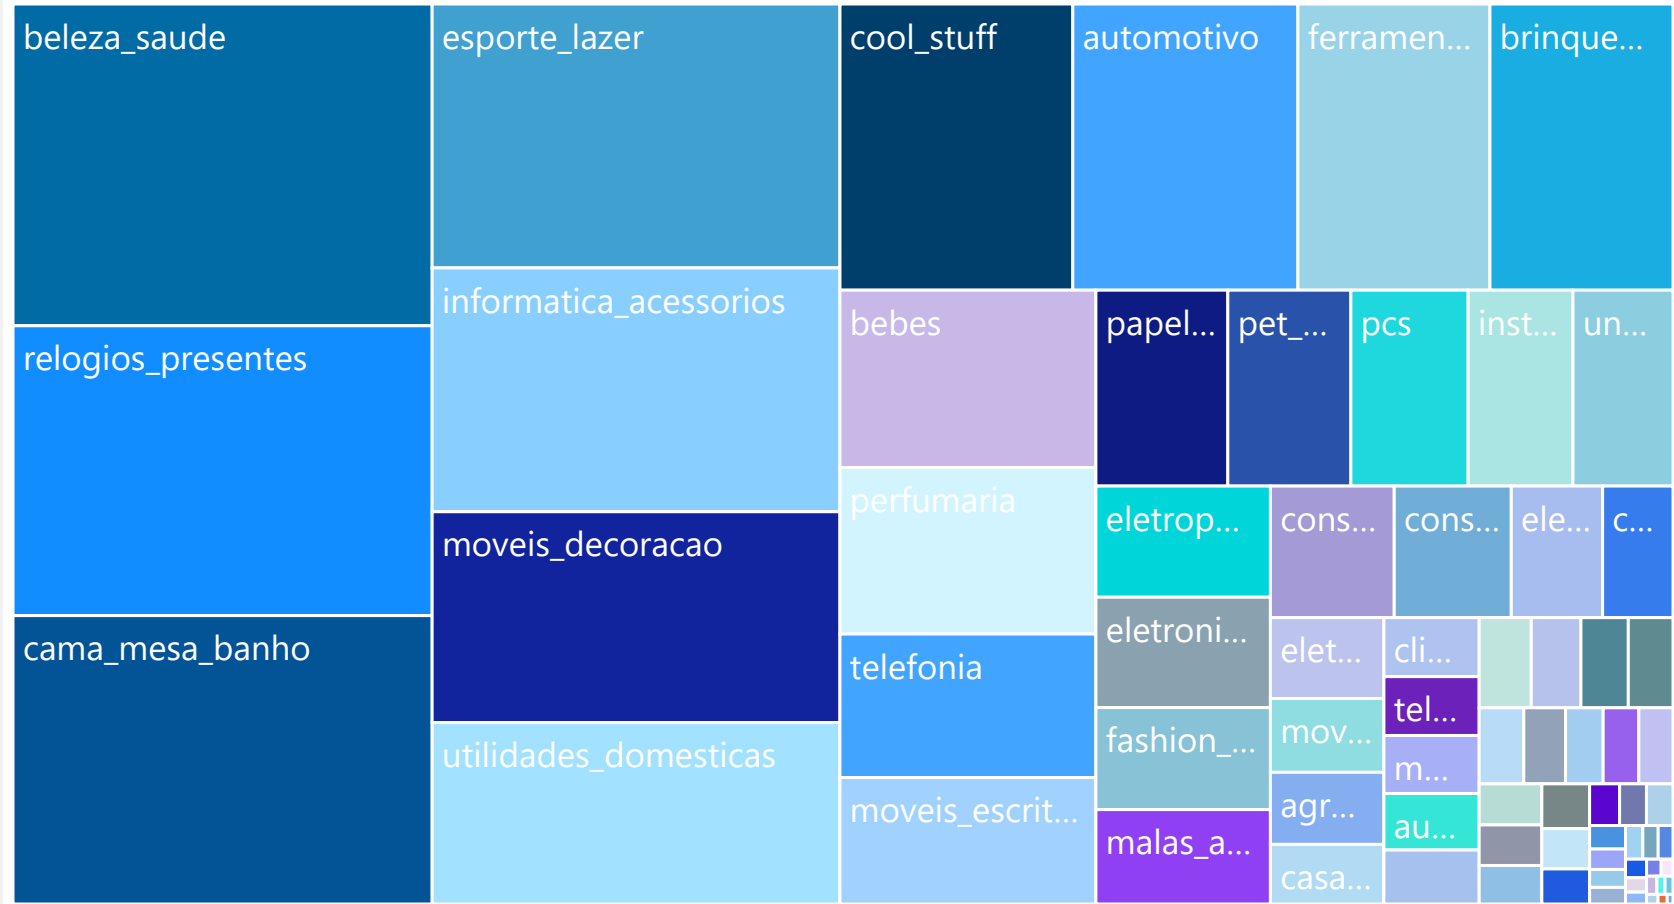 beleza_saude
relogios_presentes
cama_mesa_banho
esporte_lazer
informatica_acessorios
moveis_decoracao
utilidades_domesticas
cool_stuff
automotivo
ferramen...
brinque...
bebes
perfumaria
telefonia
moveis_escrit...
papel...
pet_...
pcs
inst...
un...
eletrop...
eletroni...
fashion_...
malas_a...
cons...
cons...
ele...
c...
elet...
mov...
agr...
casa...
cli...
tel...
m...
au...